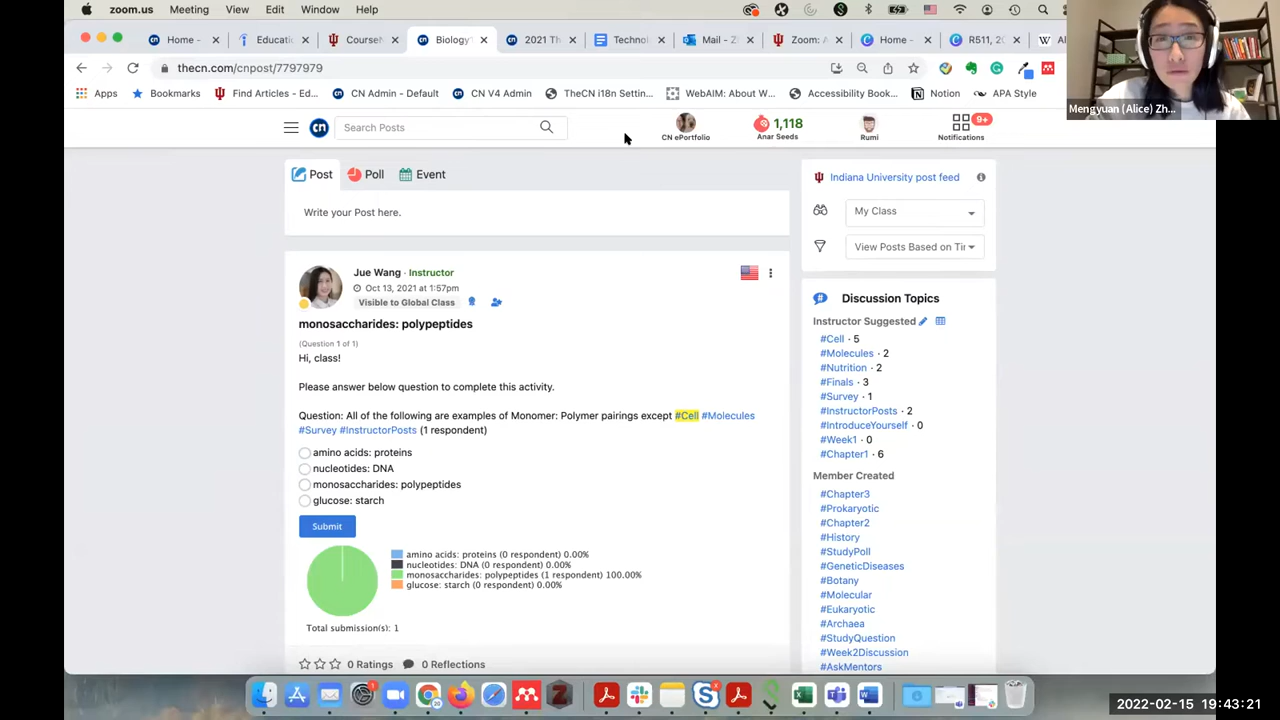 zoom.us Meeting View Edit Window Help
Home - Educati CourseN Biology Home 2021 Th Technol Mail - Z Zoom: A Home - R511, 20
thecn.com/cnpost/7797979
Apps Bookmarks Find Articles - Ed... CN Admin - Default CN V4 Admin TheCN i18n Settin... WebAIM: About W... Accessibility Book... Notion APA Style
Mengyuan (Alice) Zh...
cn Search Posts CN ePortfolio 1,118 Anar Seeds Rumi 9+ Notifications
Post Poll Event
Write your Post here.
Jue Wang · Instructor
Oct 13, 2021 at 1:57pm
Visible to Global Class
monosaccharides: polypeptides
(Question 1 of 1)
Hi, class!
Please answer below question to complete this activity.
Question: All of the following are examples of Monomer: Polymer pairings except #Cell #Molecules
#Survey #InstructorPosts (1 respondent)
amino acids: proteins
nucleotides: DNA
monosaccharides: polypeptides
glucose: starch
Submit
amino acids: proteins (0 respondent) 0.00%
nucleotides: DNA (0 respondent) 0.00%
monosaccharides: polypeptides (1 respondent) 100.00%
glucose: starch (0 respondent) 0.00%
Total submission(s): 1
0 Ratings 0 Reflections
Indiana University post feed
My Class
View Posts Based on Tir
Discussion Topics
Instructor Suggested
#Cell · 5
#Molecules · 2
#Nutrition · 2
#Finals · 3
#Survey · 1
#InstructorPosts · 2
#IntroduceYourself · 0
#Week1 · 0
#Chapter1 · 6
Member Created
#Chapter3
#Prokaryotic
#Chapter2
#History
#StudyPoll
#GeneticDiseases
#Botany
#Molecular
#Eukaryotic
#Archaea
#StudyQuestion
#Week2Discussion
#AskMentors
2022-02-15 19:43:21